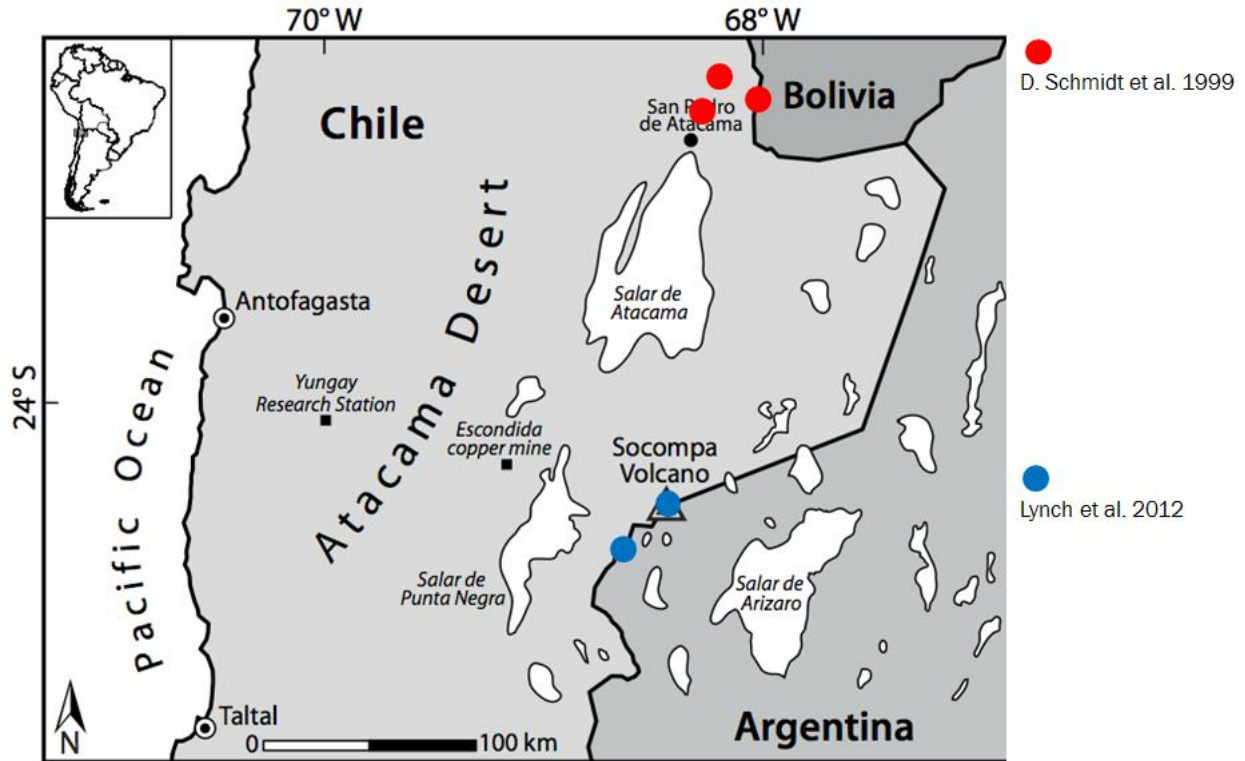 70° W
68° W
D. Schmidt et al. 1999
Chile
Bolivia
San Pedro
de Atacama
Atacama Desert
Salar de
Atacama
Antofagasta
24° S
Yungay
Research Station
Escondida
copper mine
Socompa
Volcano
Lynch et al. 2012
Pacific Ocean
Salar de
Punta Negra
Salar de
Arizaro
N
Taltal
0
100 km
Argentina